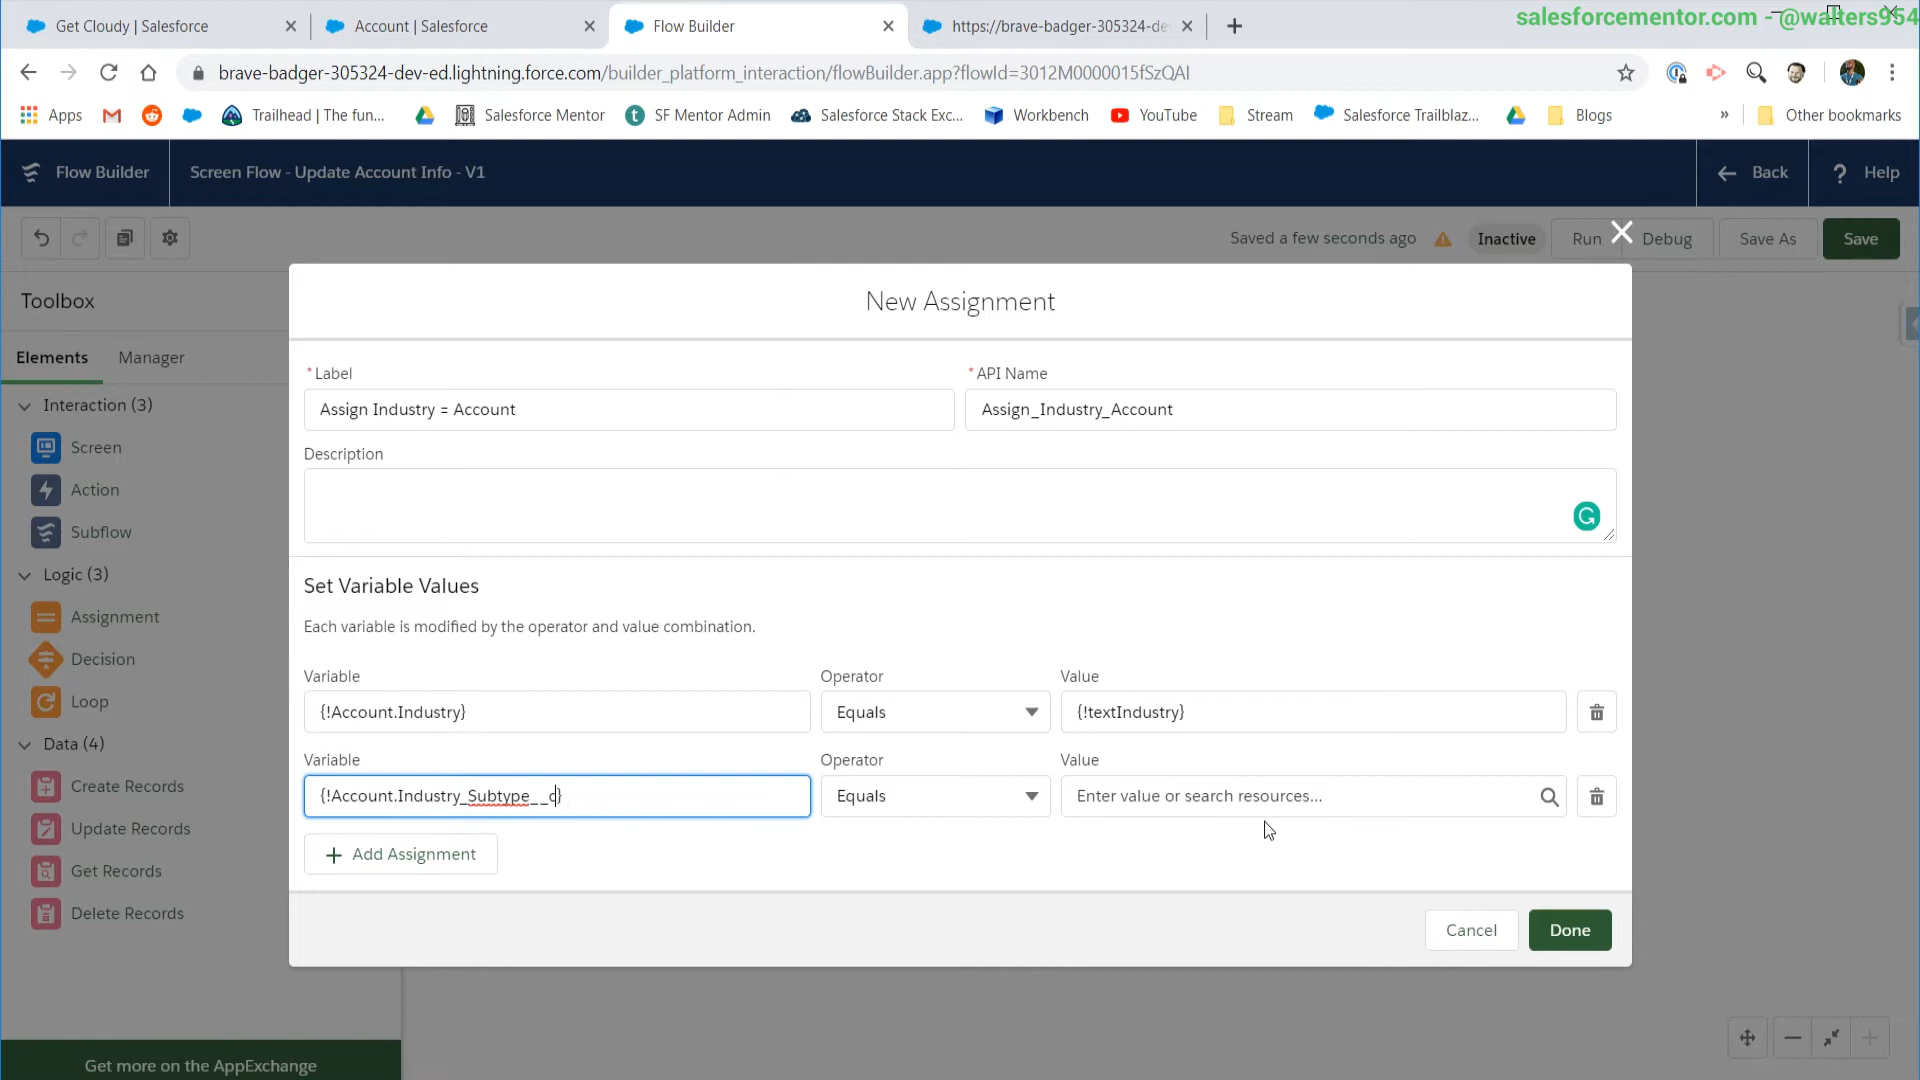 Get Cloudy | Salesforce
Account | Salesforce
Flow Builder
https://brave-badger-305324-de
salesforcementor.com - @walters954
brave-badger-305324-dev-ed.lightning.force.com/builder_platform_interaction/flowBuilder.app?flowId=3012M0000015fSzQAI
Apps
Trailhead | The fun...
Salesforce Mentor
SF Mentor Admin
Salesforce Stack Exc...
Workbench
YouTube
Stream
Salesforce Trailblaz...
Blogs
»
Other bookmarks
Flow Builder
Screen Flow - Update Account Info - V1
Back
? Help
Saved a few seconds ago
Inactive
Run
Debug
Save As
Save
Toolbox
Elements
Manager
Interaction (3)
Screen
Action
Subflow
Logic (3)
Assignment
Decision
Loop
Data (4)
Create Records
Update Records
Get Records
Delete Records
Get more on the AppExchange
New Assignment
* Label
Assign Industry = Account
* API Name
Assign_Industry_Account
Description
Set Variable Values
Each variable is modified by the operator and value combination.
Variable
Operator
Value
{!Account.Industry}
Equals
{!textIndustry}
Variable
Operator
Value
{!Account.Industry_Subtype__c}
Equals
Enter value or search resources...
+ Add Assignment
Cancel
Done